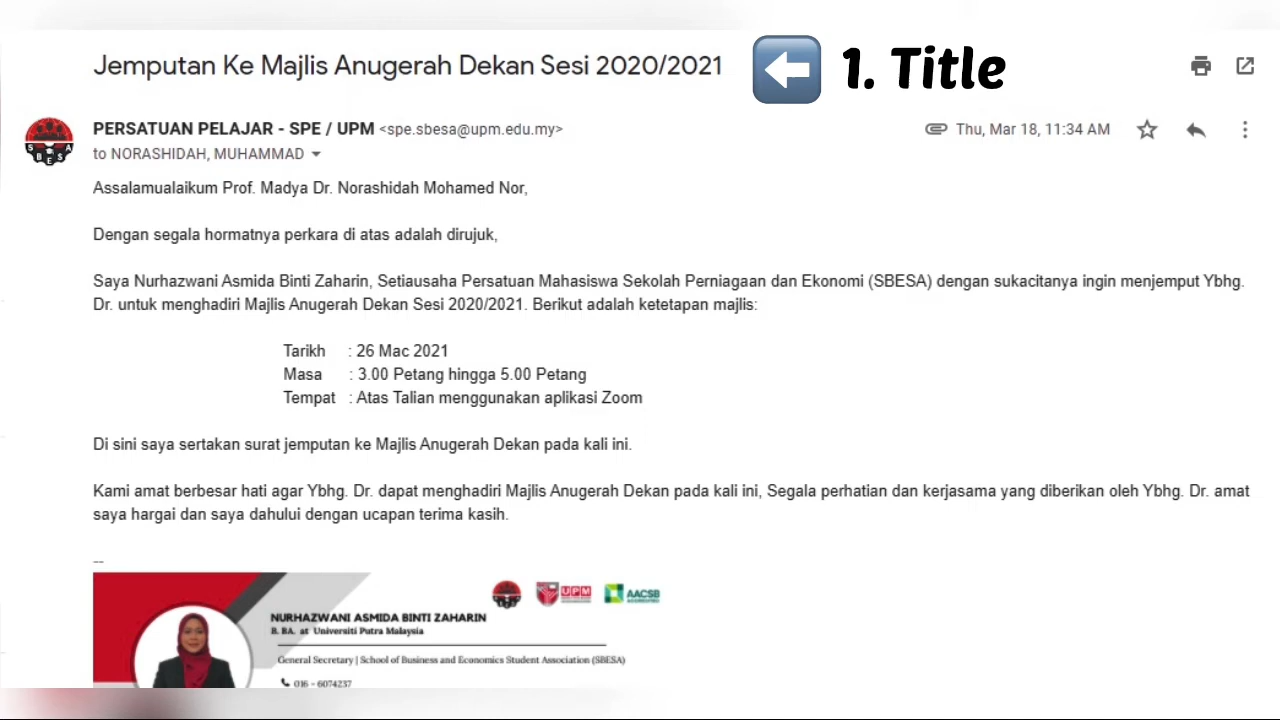 Jemputan Ke Majlis Anugerah Dekan Sesi 2020/2021
1. Title
PERSATUAN PELAJAR - SPE / UPM <spe.sbesa@upm.edu.my>
Thu, Mar 18, 11:34 AM
to NORASHIDAH, MUHAMMAD
SBESA
Assalamualaikum Prof. Madya Dr. Norashidah Mohamed Nor,
Dengan segala hormatnya perkara di atas adalah dirujuk,
Saya Nurhazwani Asmida Binti Zaharin, Setiausaha Persatuan Mahasiswa Sekolah Perniagaan dan Ekonomi (SBESA) dengan sukacitanya ingin menjemput Ybhg.
Dr. untuk menghadiri Majlis Anugerah Dekan Sesi 2020/2021. Berikut adalah ketetapan majlis:
Tarikh : 26 Mac 2021
Masa : 3.00 Petang hingga 5.00 Petang
Tempat : Atas Talian menggunakan aplikasi Zoom
Di sini saya sertakan surat jemputan ke Majlis Anugerah Dekan pada kali ini.
Kami amat berbesar hati agar Ybhg. Dr. dapat menghadiri Majlis Anugerah Dekan pada kali ini, Segala perhatian dan kerjasama yang diberikan oleh Ybhg. Dr. amat
saya hargai dan saya dahului dengan ucapan terima kasih.
--
UPM
AACSB
NURHAZWANI ASMIDA BINTI ZAHARIN
B. BA. at Universiti Putra Malaysia
General Secretary | School of Business and Economics Student Association (SBESA)
016 - 6074237